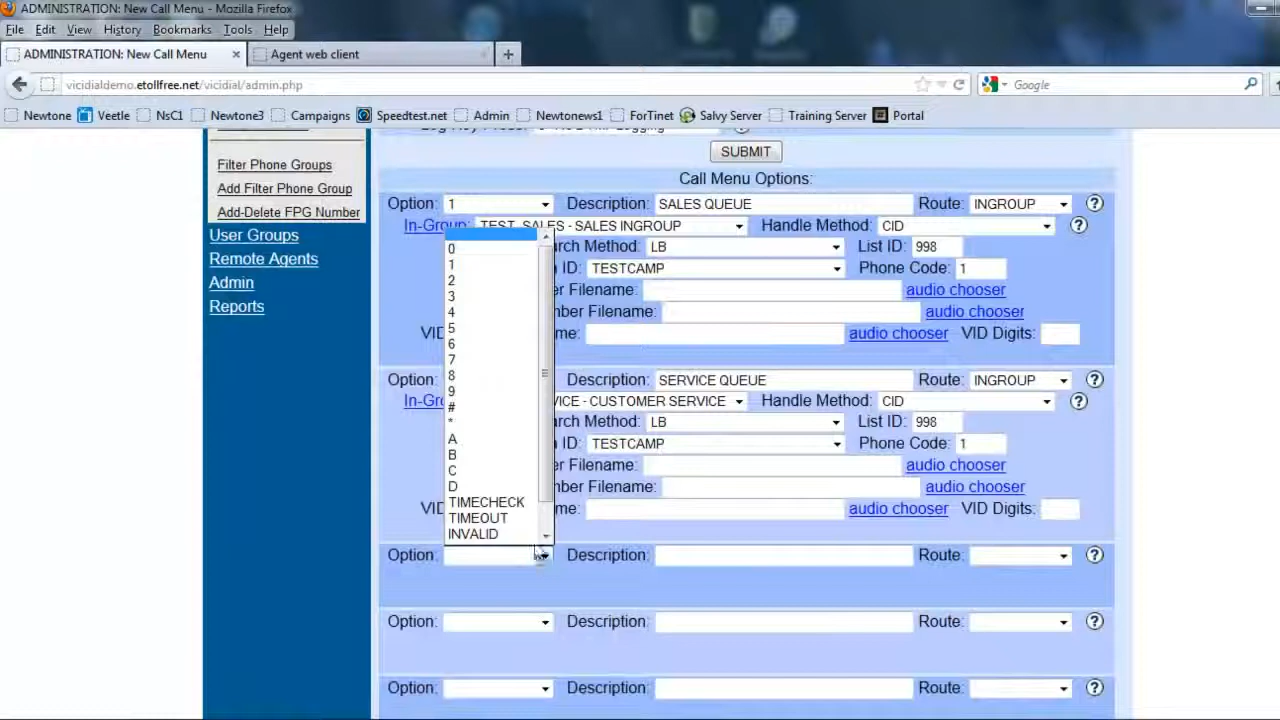 ADMINISTRATION: New Call Menu - Mozilla Firefox
File Edit View History Bookmarks Tools Help
ADMINISTRATION: New Call Menu × Agent web client +
vicidialdemo.etollfree.net/vicidial/admin.php Google
Newtone Veetle NsC1 Newtone3 Campaigns Speedtest.net Admin Newtonews1 ForTinet Salvy Server Training Server Portal
Filter Phone Groups
Add Filter Phone Group
Add-Delete FPG Number
User Groups
Remote Agents
Admin
Reports
SUBMIT
Call Menu Options:
Option: 1 Description: SALES QUEUE Route: INGROUP ?
In-Group: TEST_SALES - SALES INGROUP Handle Method: CID ?
arch Method: LB List ID: 998
ID: TESTCAMP Phone Code: 1
er Filename: audio chooser
mber Filename: audio chooser
VID me: audio chooser VID Digits:
Option: Description: SERVICE QUEUE Route: INGROUP ?
In-Gro VICE - CUSTOMER SERVICE Handle Method: CID ?
arch Method: LB List ID: 998
ID: TESTCAMP Phone Code: 1
er Filename: audio chooser
mber Filename: audio chooser
VID me: audio chooser VID Digits:
0
1
2
3
4
5
6
7
8
9
#
*
A
B
C
D
TIMECHECK
TIMEOUT
INVALID
Option: Description: Route: ?
Option: Description: Route: ?
Option: Description: Route: ?